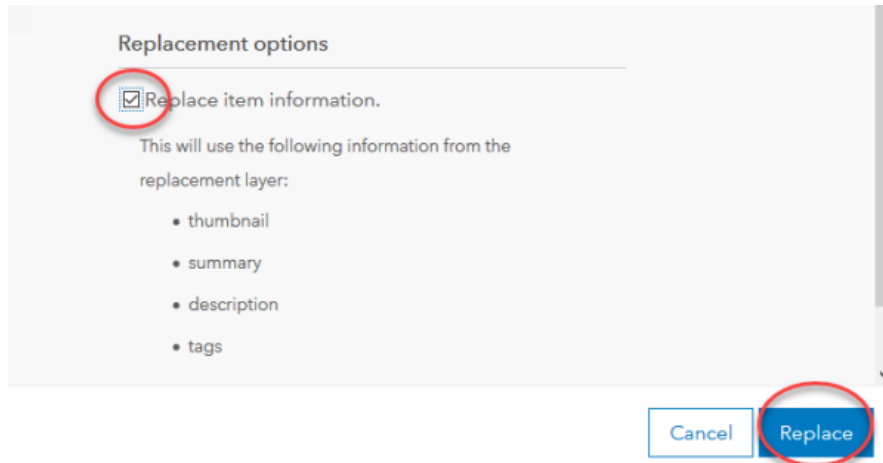 Replacement options
Replace item information.
This will use the following information from the
replacement layer:
• thumbnail
• summary
• description
• tags
Cancel Replace